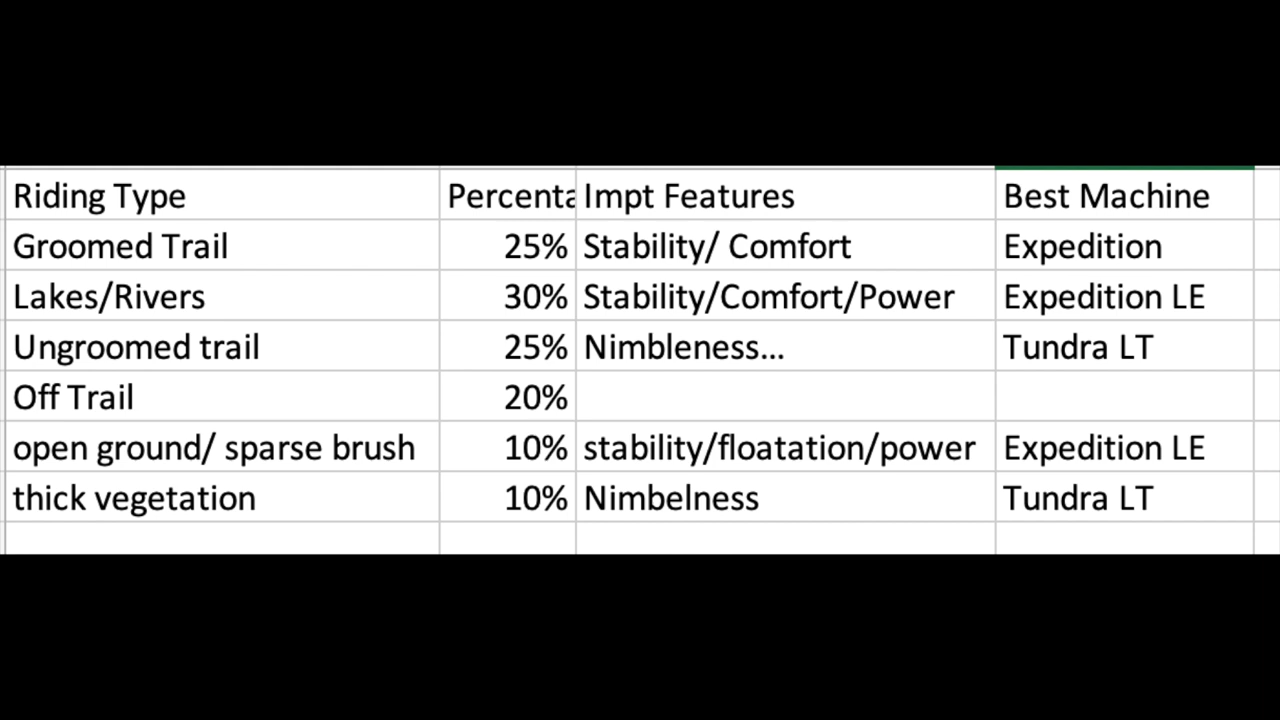 Riding Type Percenta Impt Features Best Machine
Groomed Trail 25% Stability/ Comfort Expedition
Lakes/Rivers 30% Stability/Comfort/Power Expedition LE
Ungroomed trail 25% Nimbleness... Tundra LT
Off Trail 20%
open ground/ sparse brush 10% stability/floatation/power Expedition LE
thick vegetation 10% Nimbelness Tundra LT